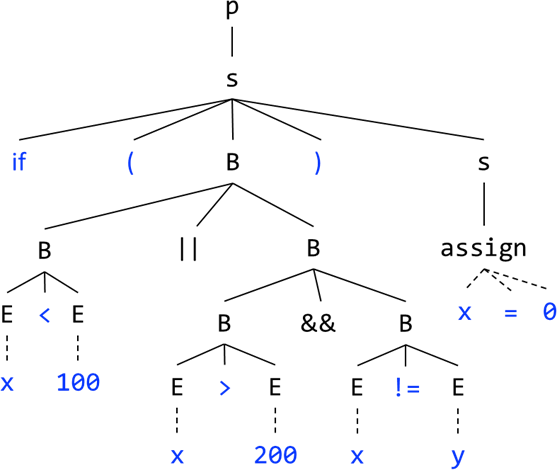 p
s
if ( B ) s
B || B assign
E < E B && B x = 0
x 100 E > E E != E
x 200 x y